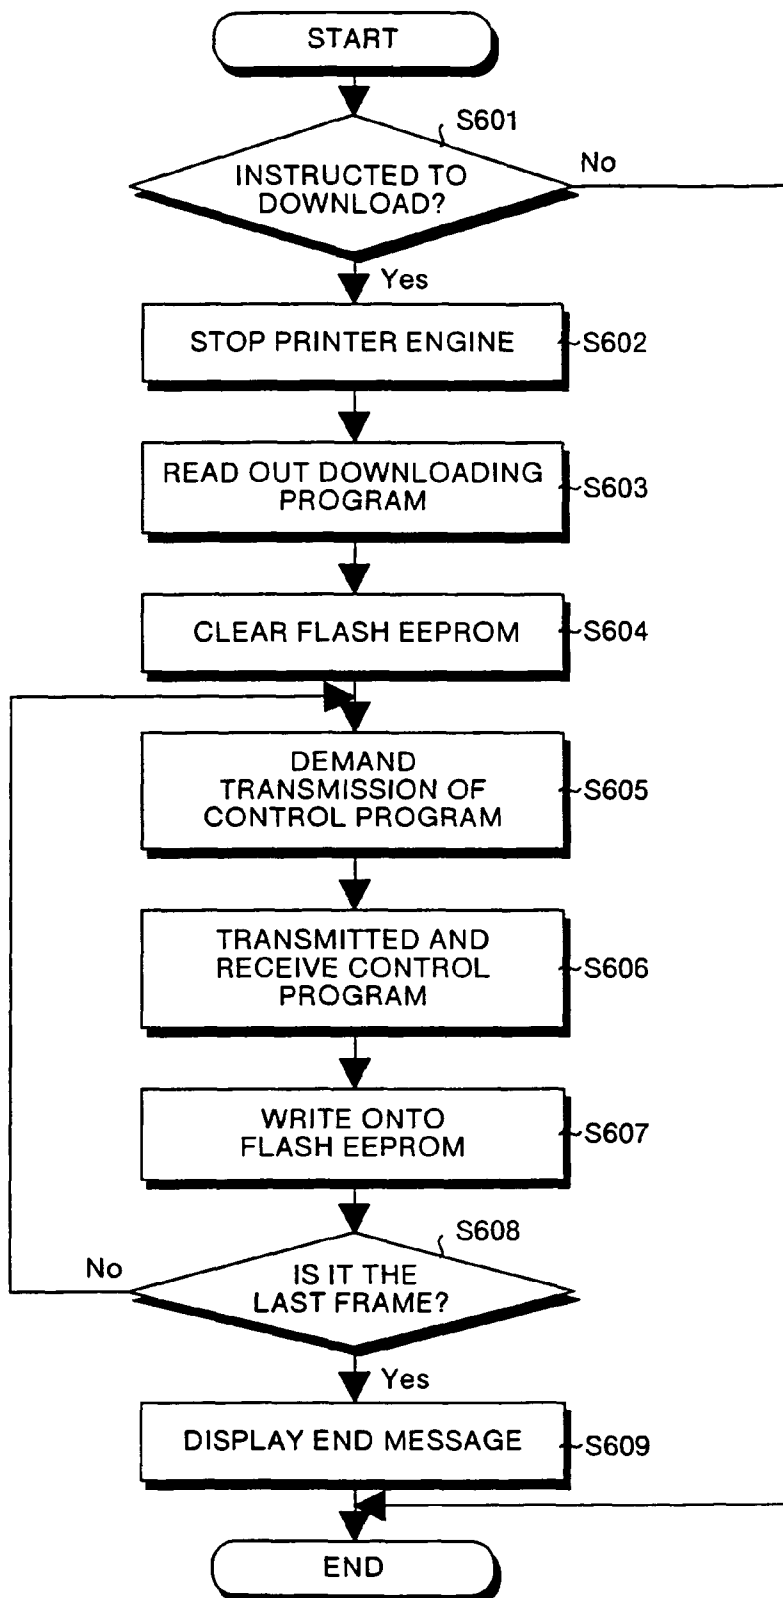 START
S601
No
INSTRUCTED TO
DOWNLOAD?
Yes
STOP PRINTER ENGINE
S602
READ OUT DOWNLOADING
PROGRAM
S603
CLEAR FLASH EEPROM
S604
DEMAND
TRANSMISSION OF
CONTROL PROGRAM
S605
TRANSMITTED AND
RECEIVE CONTROL
PROGRAM
S606
WRITE ONTO
FLASH EEPROM
S607
S608
No
IS IT THE
LAST FRAME?
Yes
DISPLAY END MESSAGE
S609
END